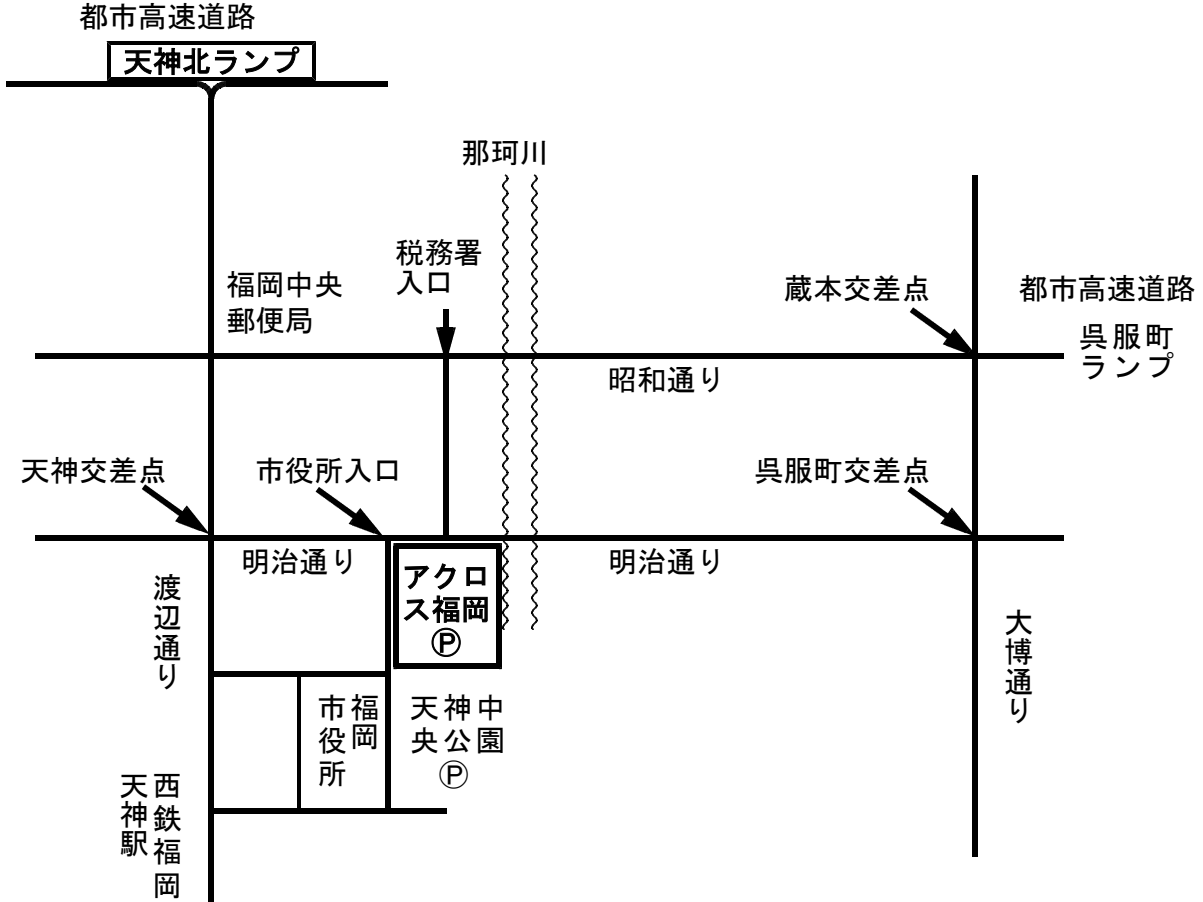 都市高速道路
天神北ランプ
那珂川
税務署
入口
福岡中央
郵便局
蔵本交差点
都市高速道路
呉服町
ランプ
昭和通り
天神交差点
市役所入口
呉服町交差点
明治通り
明治通り
アクロ
ス福岡
Ⓟ
渡辺通り
大博通り
福岡
市役所
天神中
央公園
Ⓟ
西鉄福岡
天神駅